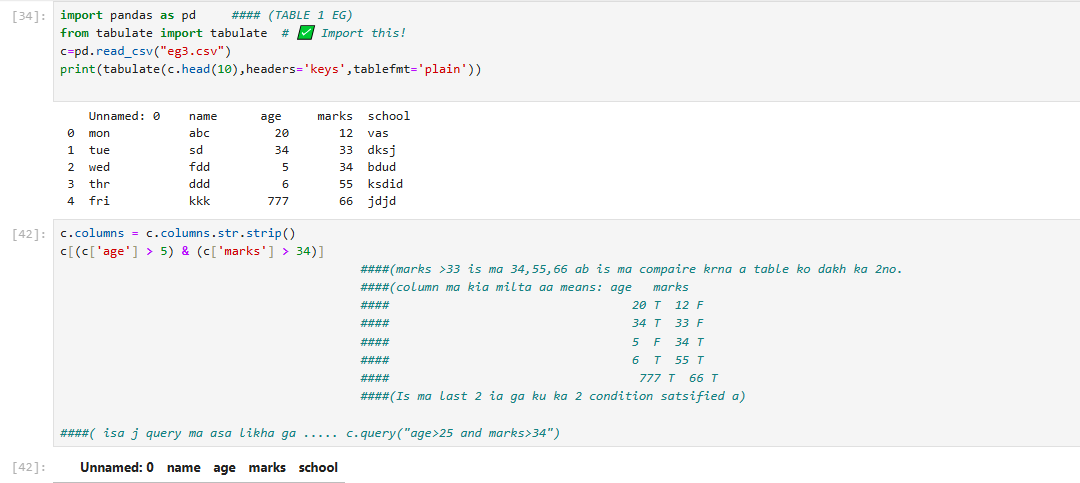 [34]: import pandas as pd     #### (TABLE 1 EG)
from tabulate import tabulate  # ✅ Import this!
c=pd.read_csv("eg3.csv")
print(tabulate(c.head(10),headers='keys',tablefmt='plain'))
Unnamed: 0    name      age     marks  school
0  mon           abc        20       12  vas
1  tue           sd         34       33  dksj
2  wed           fdd         5       34  bdud
3  thr           ddd         6       55  ksdid
4  fri           kkk       777       66  jdjd
[42]: c.columns = c.columns.str.strip()
c[(c['age'] > 5) & (c['marks'] > 34)]
####(marks >33 is ma 34,55,66 ab is ma compaire krna a table ko dakh ka 2no.
####(column ma kia milta aa means: age   marks
####                                  20 T  12 F
####                                  34 T  33 F
####                                  5  F  34 T
####                                  6  T  55 T
####                                   777 T  66 T
####(Is ma last 2 ia ga ku ka 2 condition satsified a)
####( isa j query ma asa likha ga ..... c.query("age>25 and marks>34")
[42]: Unnamed: 0  name  age  marks  school